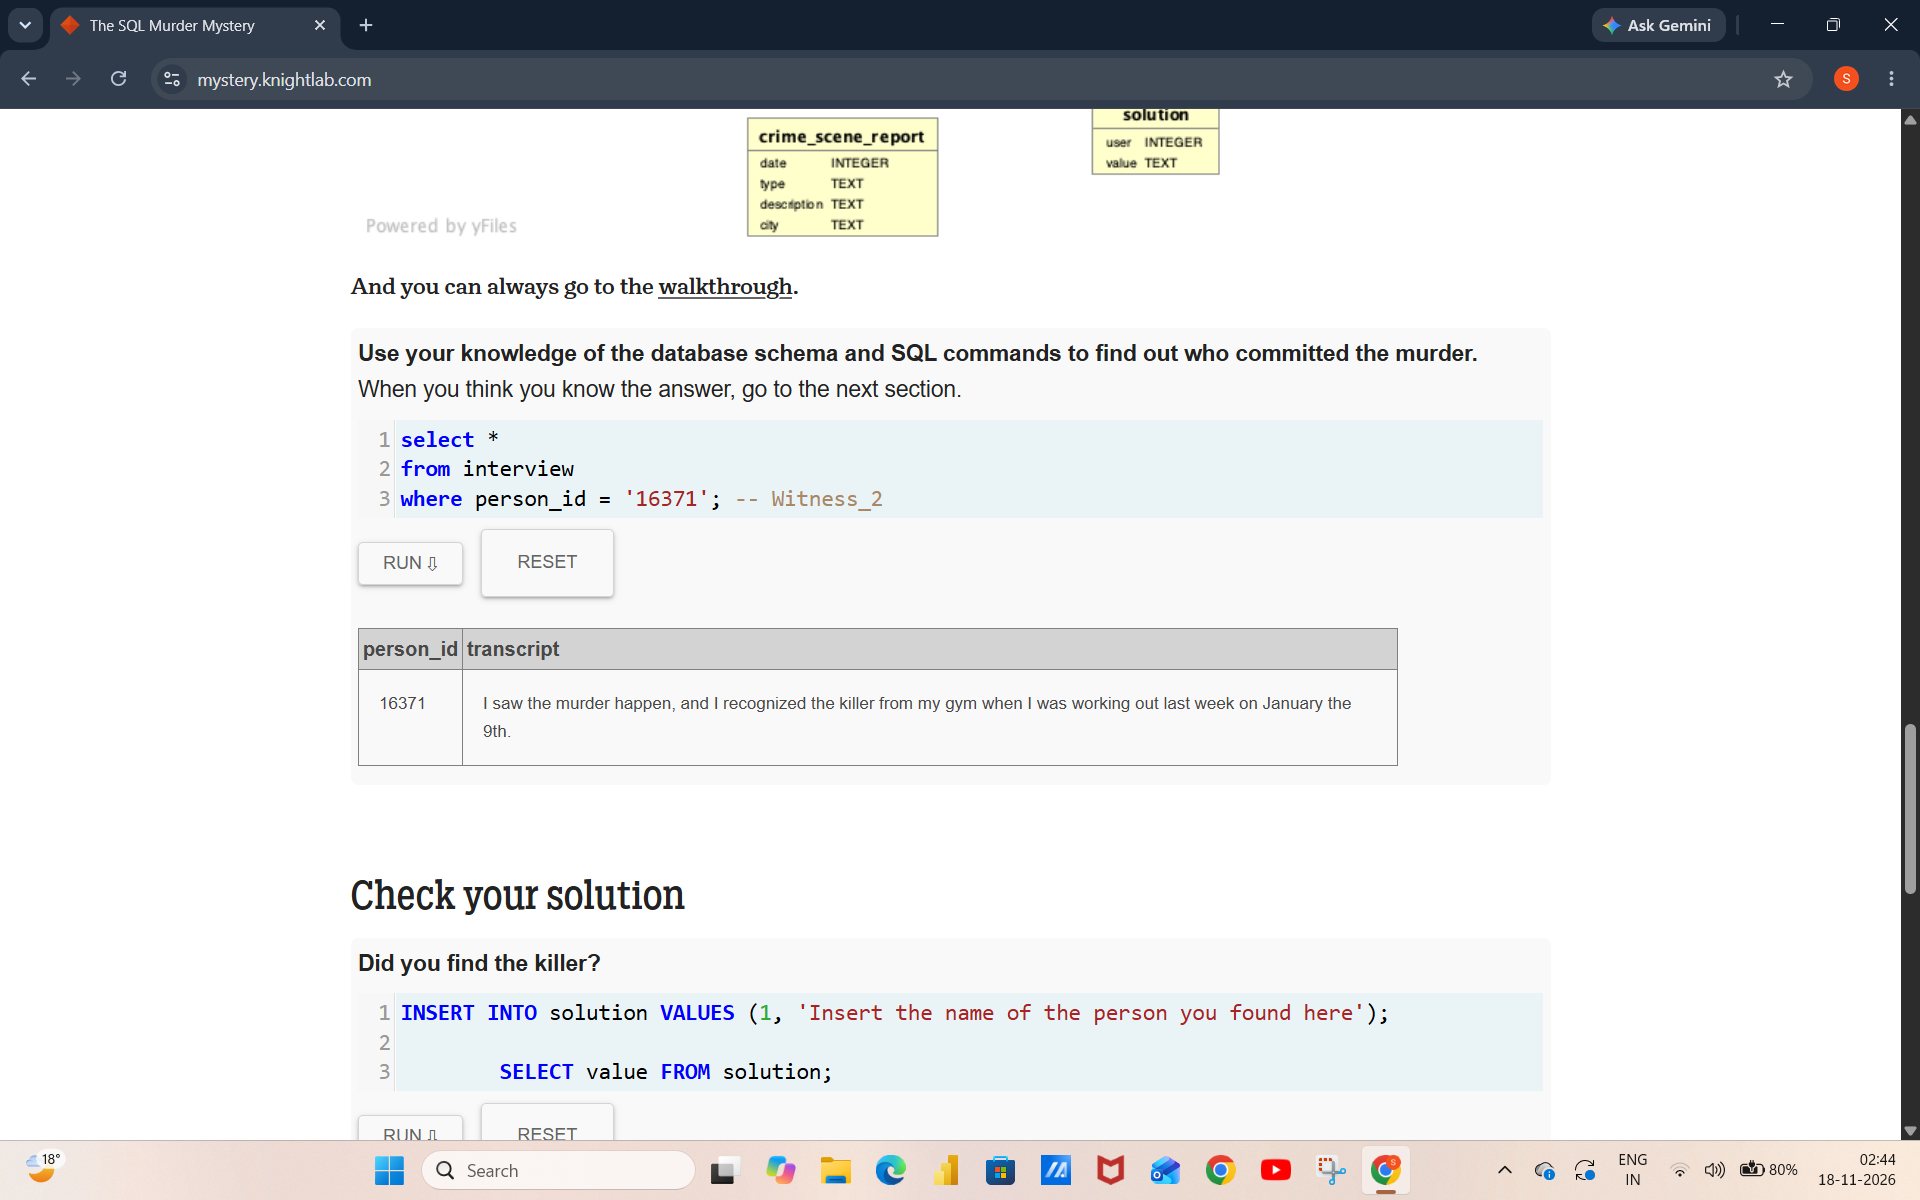 The SQL Murder Mystery
Ask Gemini
mystery.knightlab.com
S
crime_scene_report
date INTEGER
type TEXT
description TEXT
city TEXT
solution
user INTEGER
value TEXT
Powered by yFiles
And you can always go to the walkthrough.
Use your knowledge of the database schema and SQL commands to find out who committed the murder.
When you think you know the answer, go to the next section.
1 select *
2 from interview
3 where person_id = '16371'; -- Witness_2
RUN ⇩
RESET
person_id transcript
16371 I saw the murder happen, and I recognized the killer from my gym when I was working out last week on January the
9th.
Check your solution
Did you find the killer?
1 INSERT INTO solution VALUES (1, 'Insert the name of the person you found here');
2
3 SELECT value FROM solution;
RUN ⇩
RESET
18°
Search
ENG
IN
80%
02:44
18-11-2026